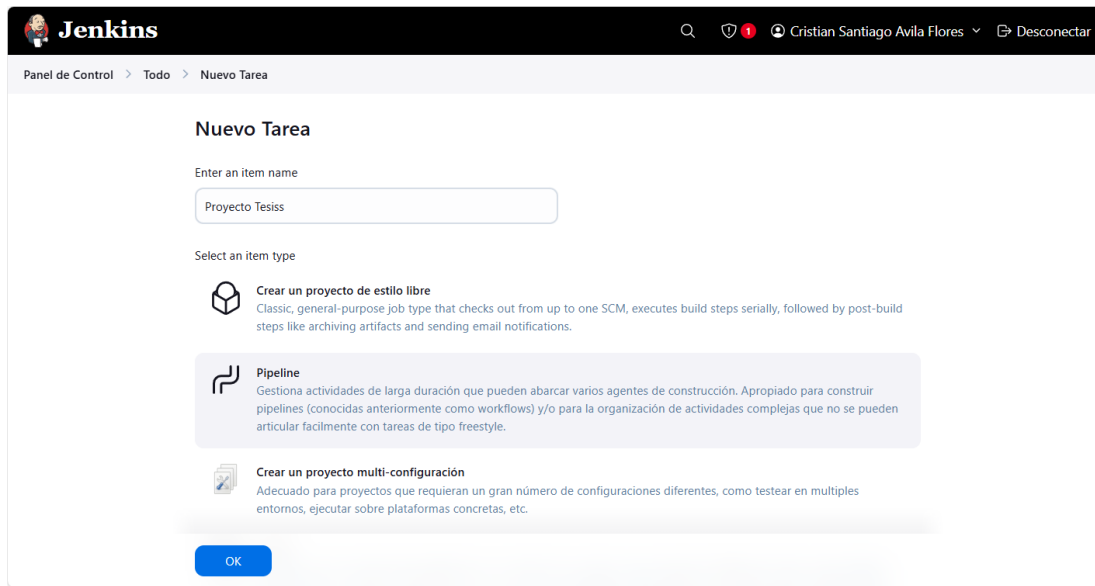 Jenkins
1
Cristian Santiago Avila Flores
Desconectar
Panel de Control > Todo > Nuevo Tarea
Nuevo Tarea
Enter an item name
Proyecto Tesiss
Select an item type
Crear un proyecto de estilo libre
Classic, general-purpose job type that checks out from up to one SCM, executes build steps serially, followed by post-build
steps like archiving artifacts and sending email notifications.
Pipeline
Gestiona actividades de larga duración que pueden abarcar varios agentes de construcción. Apropiado para construir
pipelines (conocidas anteriormente como workflows) y/o para la organización de actividades complejas que no se pueden
articular facilmente con tareas de tipo freestyle.
Crear un proyecto multi-configuración
Adecuado para proyectos que requieran un gran número de configuraciones diferentes, como testear en multiples
entornos, ejecutar sobre plataformas concretas, etc.
OK